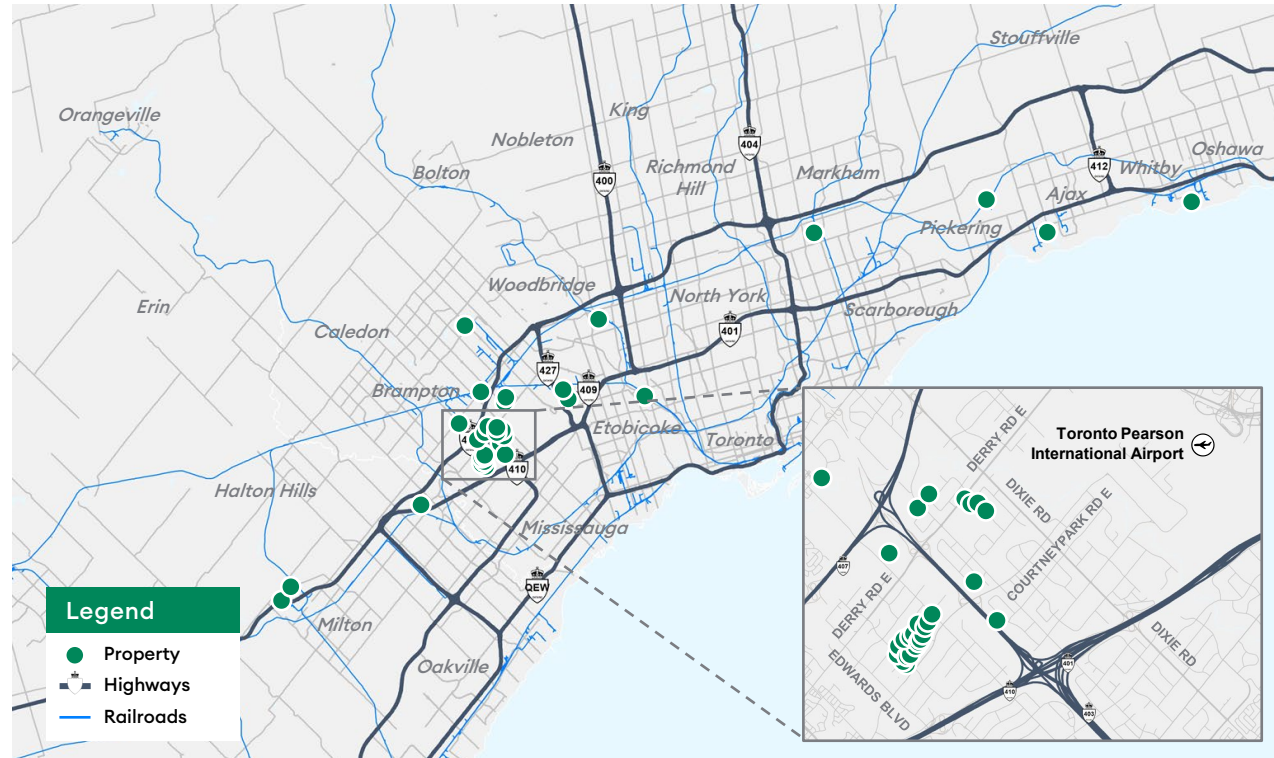 Stouffville
Orangeville
King
Nobleton
404
Richmond
Hill
Markham
412
Whitby
Oshawa
Bolton
400
Ajax
Pickering
Woodbridge
North York
Erin
Caledon
401
Scarborough
427
409
Brampton
Etobicoke
Toronto
410
Halton Hills
Mississauga
QEW
Milton
Oakville
Legend
Property
Highways
Railroads
Toronto Pearson
International Airport
DERRY RD E
DIXIE RD
COURTNEYPARK RD E
407
DERRY RD E
EDWARDS BLVD
DIXIE RD
401
410
403